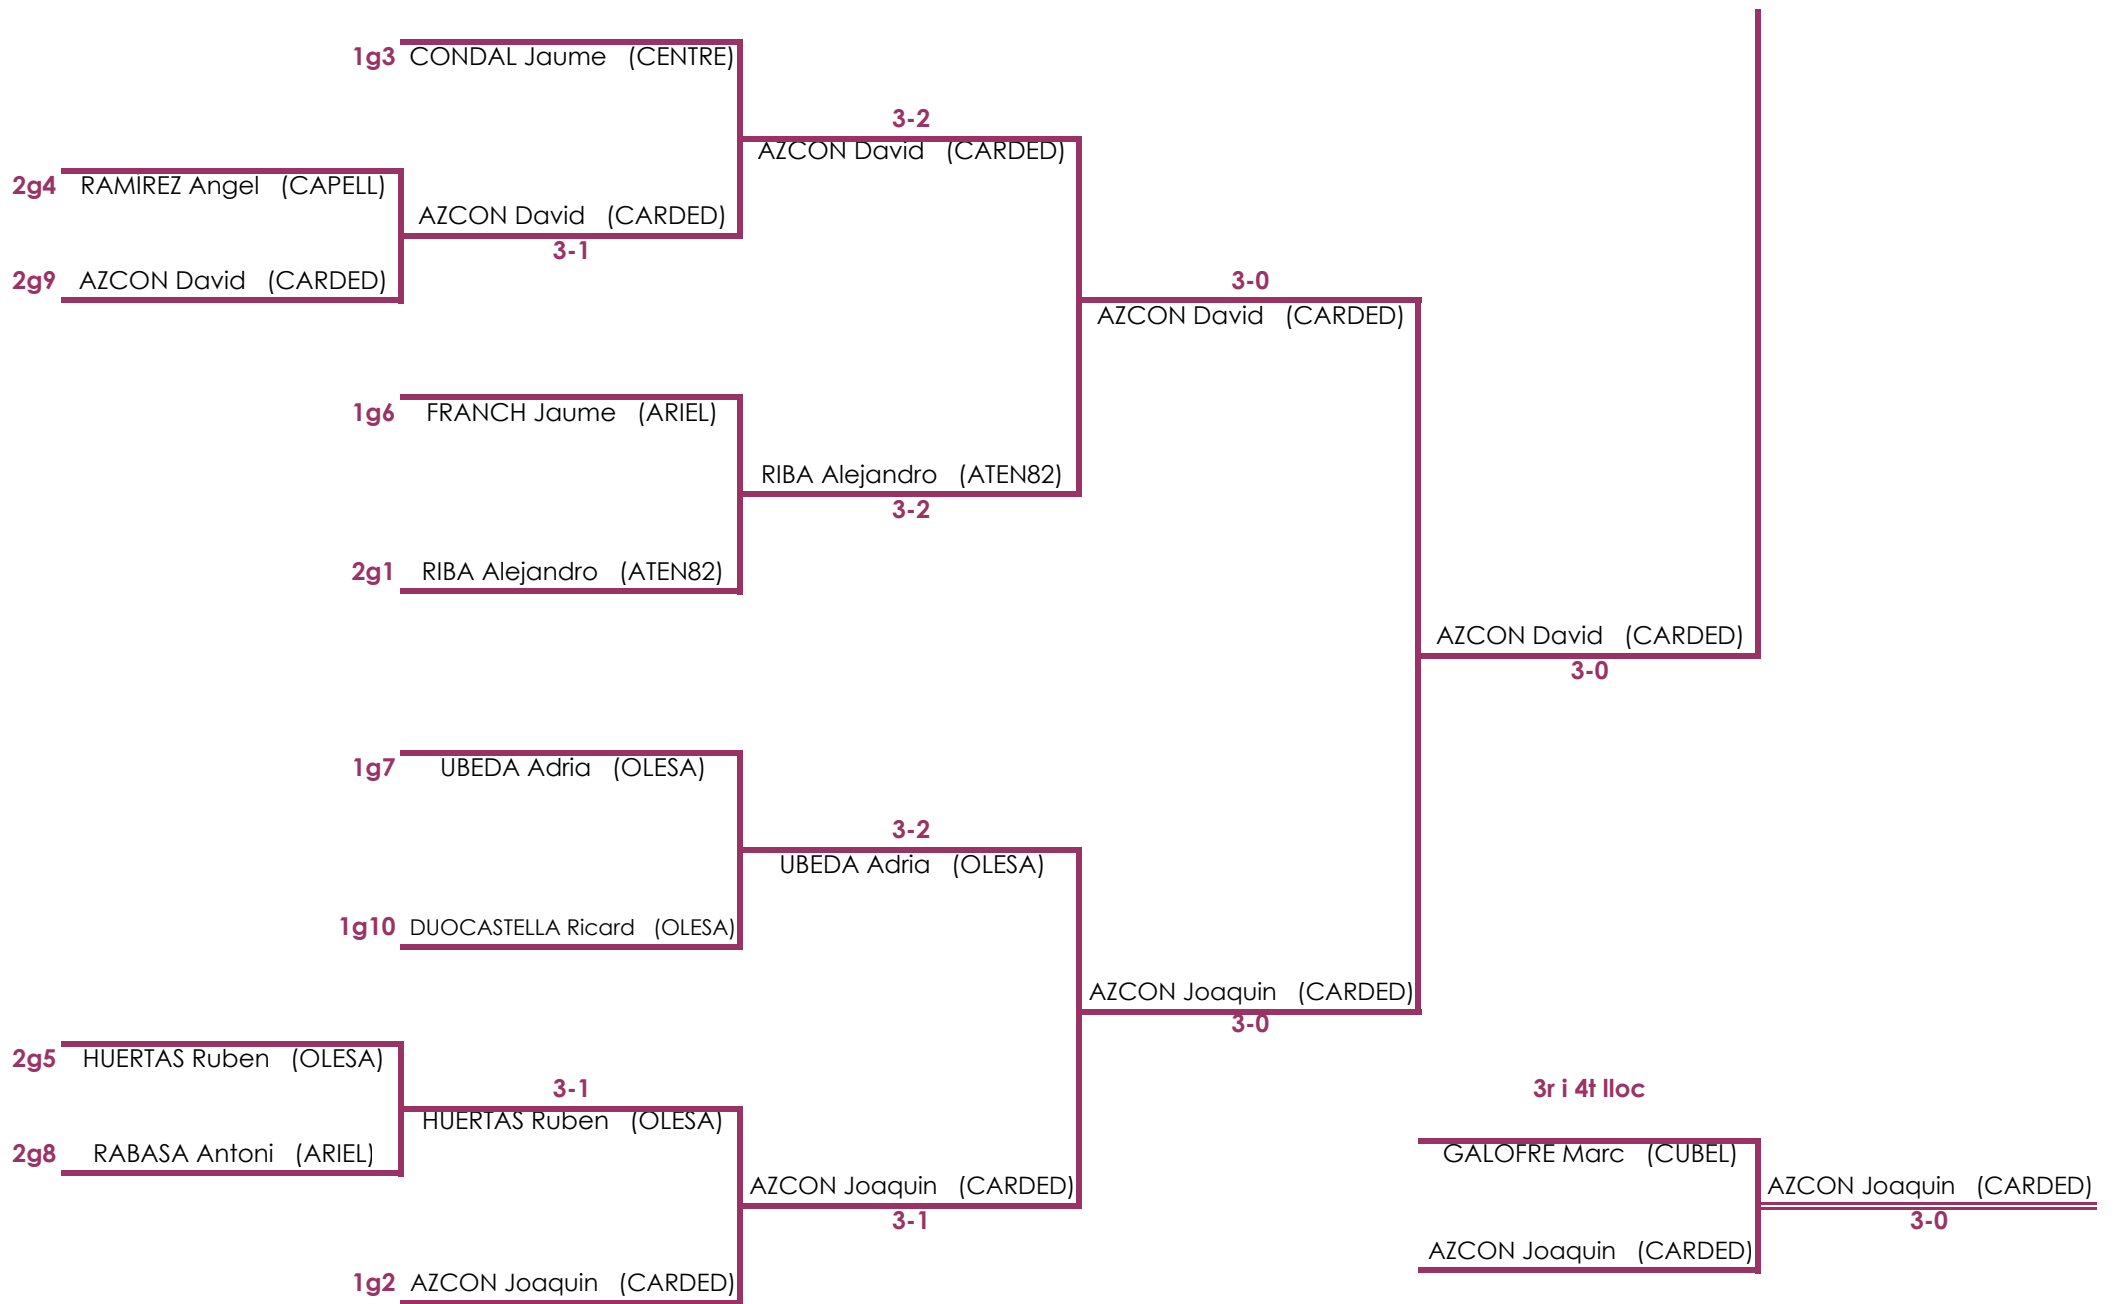 1g3 CONDAL Jaume (CENTRE)
3-2
AZCON David (CARDED)
2g4 RAMIREZ Angel (CAPELL)
AZCON David (CARDED)
3-1
2g9 AZCON David (CARDED)
3-0
AZCON David (CARDED)
1g6 FRANCH Jaume (ARIEL)
RIBA Alejandro (ATEN82)
3-2
2g1 RIBA Alejandro (ATEN82)
AZCON David (CARDED)
3-0
1g7 UBEDA Adria (OLESA)
3-2
UBEDA Adria (OLESA)
1g10 DUOCASTELLA Ricard (OLESA)
AZCON Joaquin (CARDED)
3-0
2g5 HUERTAS Ruben (OLESA)
3-1
HUERTAS Ruben (OLESA)
2g8 RABASA Antoni (ARIEL)
AZCON Joaquin (CARDED)
3-1
1g2 AZCON Joaquin (CARDED)
3r i 4t lloc
GALOFRE Marc (CUBEL)
AZCON Joaquin (CARDED)
3-0
AZCON Joaquin (CARDED)